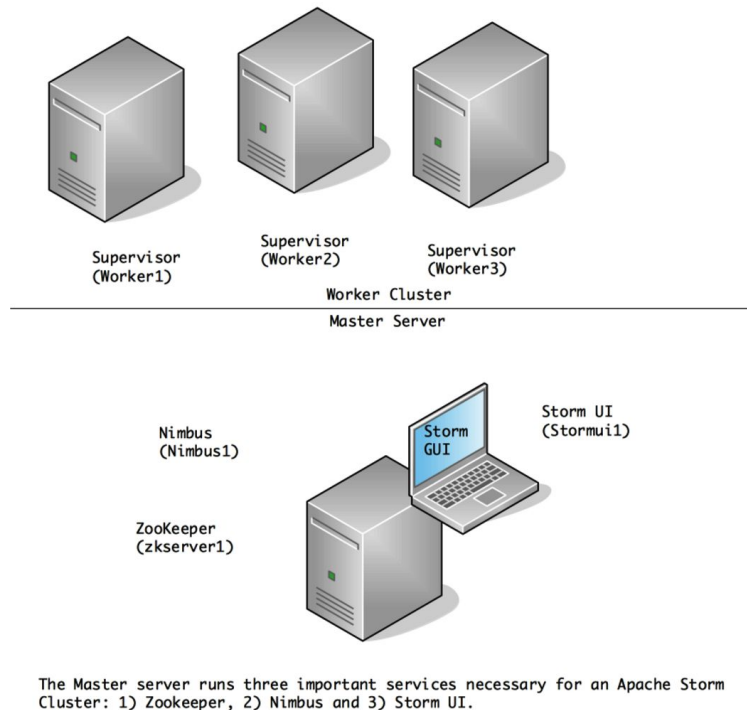 Supervisor
(Worker1)
Supervisor
(Worker2)
Supervisor
(Worker3)
Worker Cluster
Master Server
Nimbus
(Nimbus1)
Storm
GUI
Storm UI
(Stormui1)
ZooKeeper
(zkserver1)
The Master server runs three important services necessary for an Apache Storm
Cluster: 1) Zookeeper, 2) Nimbus and 3) Storm UI.